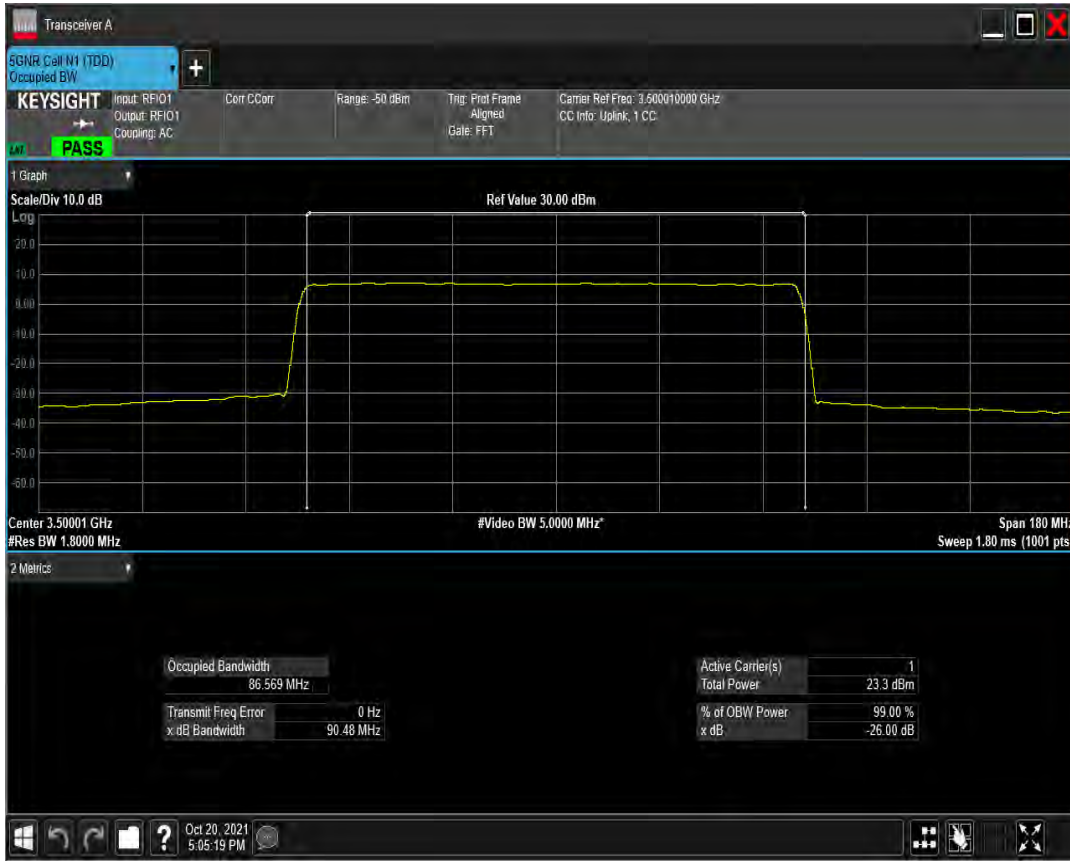 Transceiver A
5GNR Cell N1 (TDD)
Occupied BW
+
KEYSIGHT
Input: RFIO1
Output: RFIO1
Coupling: AC
Corr CCorr
Range: -50 dBm
Trig: Prot Frame
Aligned
Gate: FFT
Carrier Ref Freq: 3.500010000 GHz
CC Info: Uplink, 1 CC
PASS
1 Graph
Scale/Div 10.0 dB
Ref Value 30.00 dBm
Log
20.0
10.0
0.00
-10.0
-20.0
-30.0
-40.0
-50.0
-60.0
Center 3.50001 GHz
#Video BW 5.0000 MHz*
Span 180 MHz
#Res BW 1.8000 MHz
Sweep 1.80 ms (1001 pts
2 Metrics
Occupied Bandwidth
86.569 MHz
Transmit Freq Error 0 Hz
x dB Bandwidth 90.48 MHz
Active Carrier(s) 1
Total Power 23.3 dBm
% of OBW Power 99.00 %
x dB -26.00 dB
?
Oct 20, 2021
5:05:19 PM